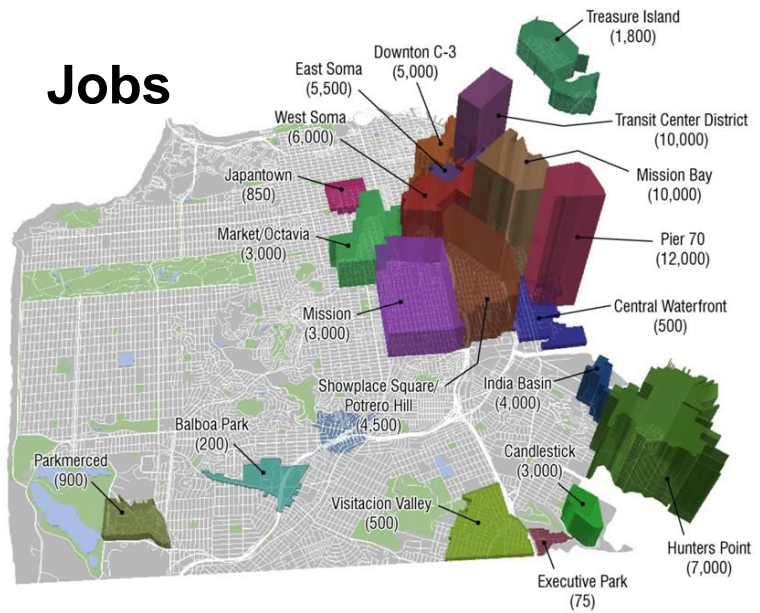 Jobs
Treasure Island
(1,800)
Downton C-3
(5,000)
East Soma
(5,500)
West Soma
(6,000)
Transit Center District
(10,000)
Mission Bay
(10,000)
Japantown
(850)
Market/Octavia
(3,000)
Pier 70
(12,000)
Mission
(3,000)
Central Waterfront
(500)
Showplace Square/
Potrero Hill
(4,500)
India Basin
(4,000)
Balboa Park
(200)
Candlestick
(3,000)
Parkmerced
(900)
Visitacion Valley
(500)
Hunters Point
(7,000)
Executive Park
(75)